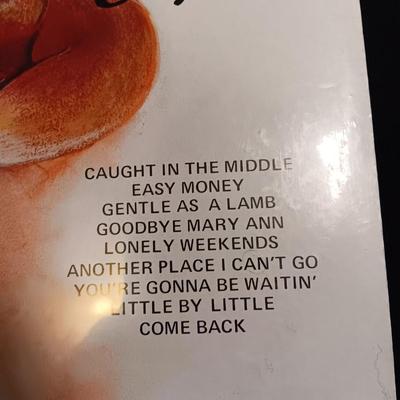 CAUGHT IN THE MIDDLE
EASY MONEY
GENTLE AS A LAMB
GOODBYE MARY ANN
LONELY WEEKENDS
ANOTHER PLACE I CAN'T GO
YOU'RE GONNA BE WAITIN'
LITTLE BY LITTLE
COME BACK